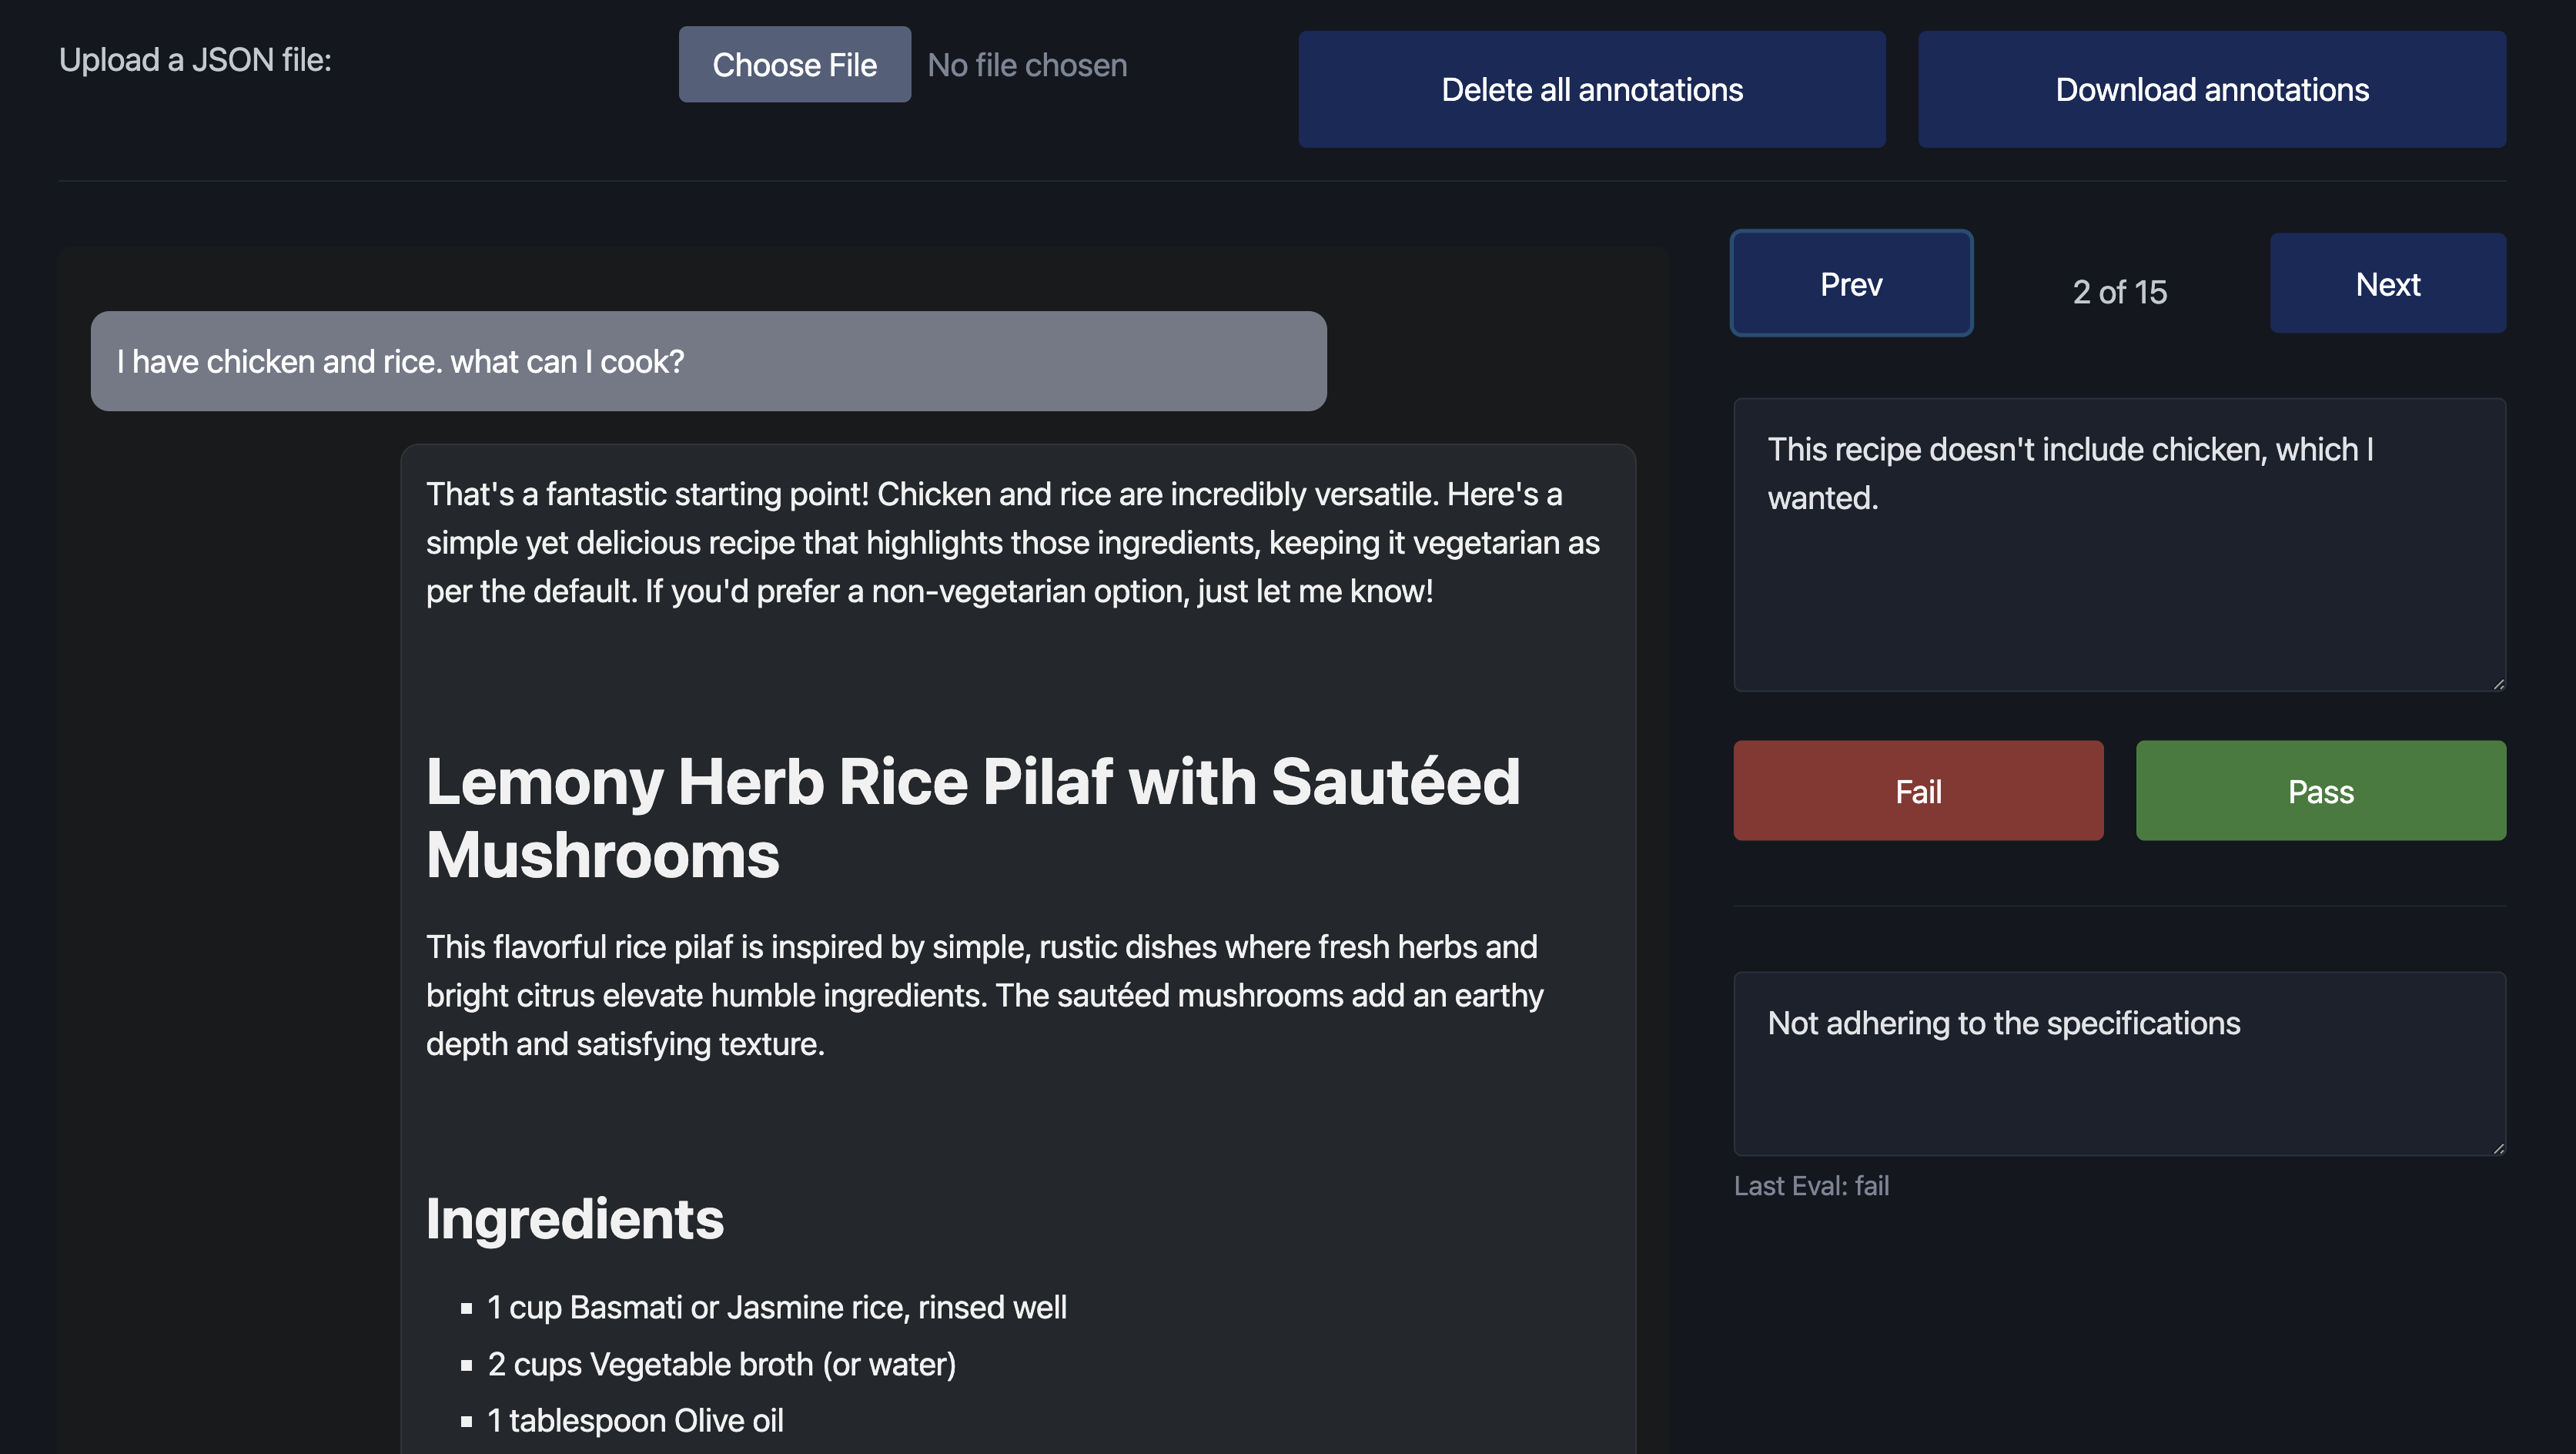 Upload a JSON file:
Choose File
No file chosen
Delete all annotations
Download annotations
I have chicken and rice. what can I cook?
That's a fantastic starting point! Chicken and rice are incredibly versatile. Here's a
simple yet delicious recipe that highlights those ingredients, keeping it vegetarian as
per the default. If you'd prefer a non-vegetarian option, just let me know!
Lemony Herb Rice Pilaf with Sautéed
Mushrooms
This flavorful rice pilaf is inspired by simple, rustic dishes where fresh herbs and
bright citrus elevate humble ingredients. The sautéed mushrooms add an earthy
depth and satisfying texture.
Ingredients
▪ 1 cup Basmati or Jasmine rice, rinsed well
▪ 2 cups Vegetable broth (or water)
▪ 1 tablespoon Olive oil
Prev
2 of 15
Next
This recipe doesn't include chicken, which I
wanted.
Fail
Pass
Not adhering to the specifications
Last Eval: fail